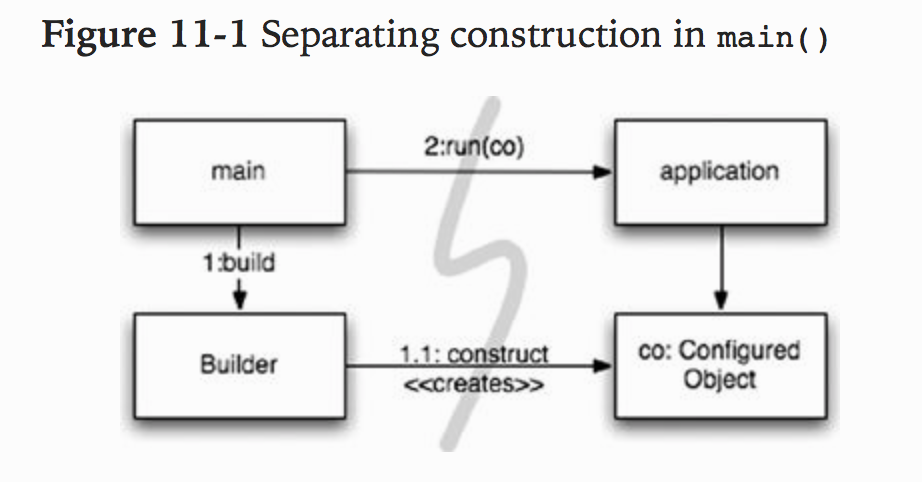 Figure 11-1 Separating construction in main()
main
2:run(co)
application
1:build
Builder
1.1: construct
<<creates>>
co: Configured
Object